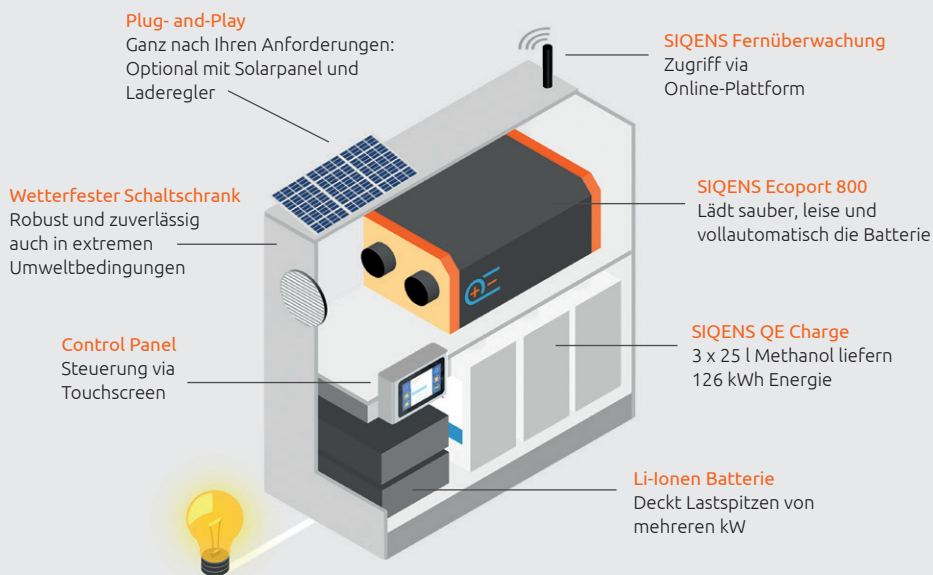 Plug- and-Play
Ganz nach Ihren Anforderungen:
Optional mit Solarpanel und
Laderegler
SIQENS Fernüberwachung
Zugriff via
Online-Plattform
Wetterfester Schaltschrank
Robust und zuverlässig
auch in extremen
Umweltbedingungen
SIQENS Ecoport 800
Lädt sauber, leise und
vollautomatisch die Batterie
Control Panel
Steuerung via
Touchscreen
SIQENS QE Charge
3 x 25 l Methanol liefern
126 kWh Energie
Li-Ionen Batterie
Deckt Lastspitzen von
mehreren kW